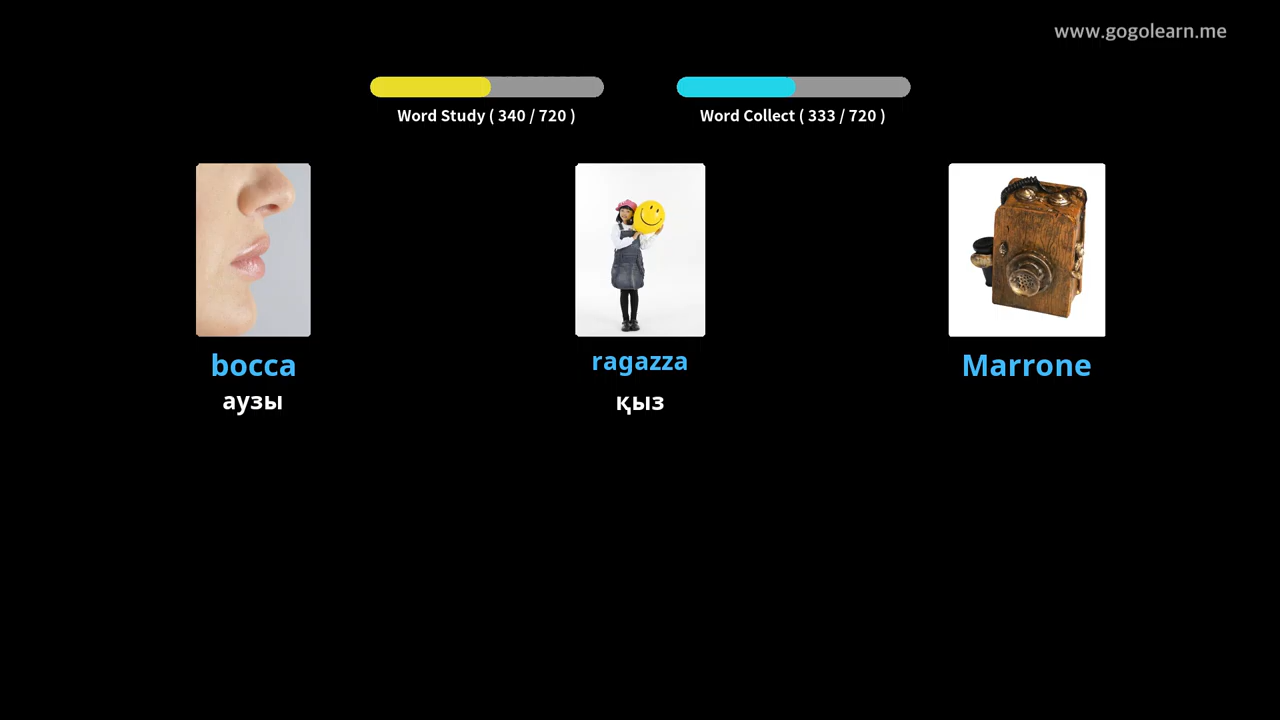 www.gogolearn.me
Word Study ( 340 / 720 )
Word Collect ( 333 / 720 )
bocca
ragazza
Marrone
аузы
қыз